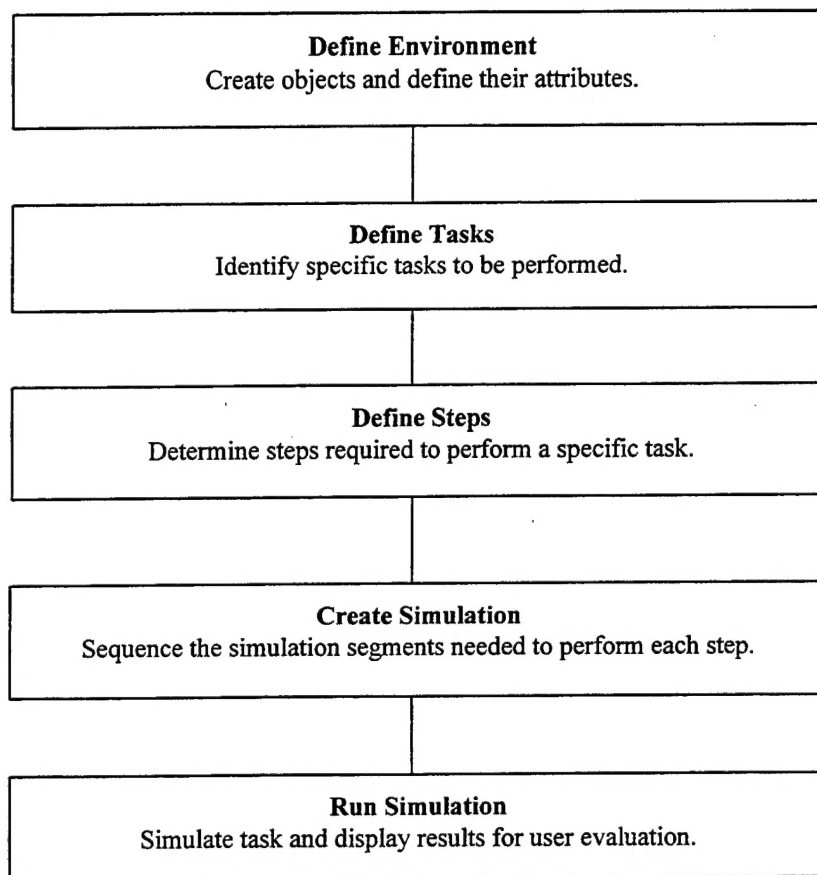 Define Environment
Create objects and define their attributes.
Define Tasks
Identify specific tasks to be performed.
Define Steps
Determine steps required to perform a specific task.
Create Simulation
Sequence the simulation segments needed to perform each step.
Run Simulation
Simulate task and display results for user evaluation.